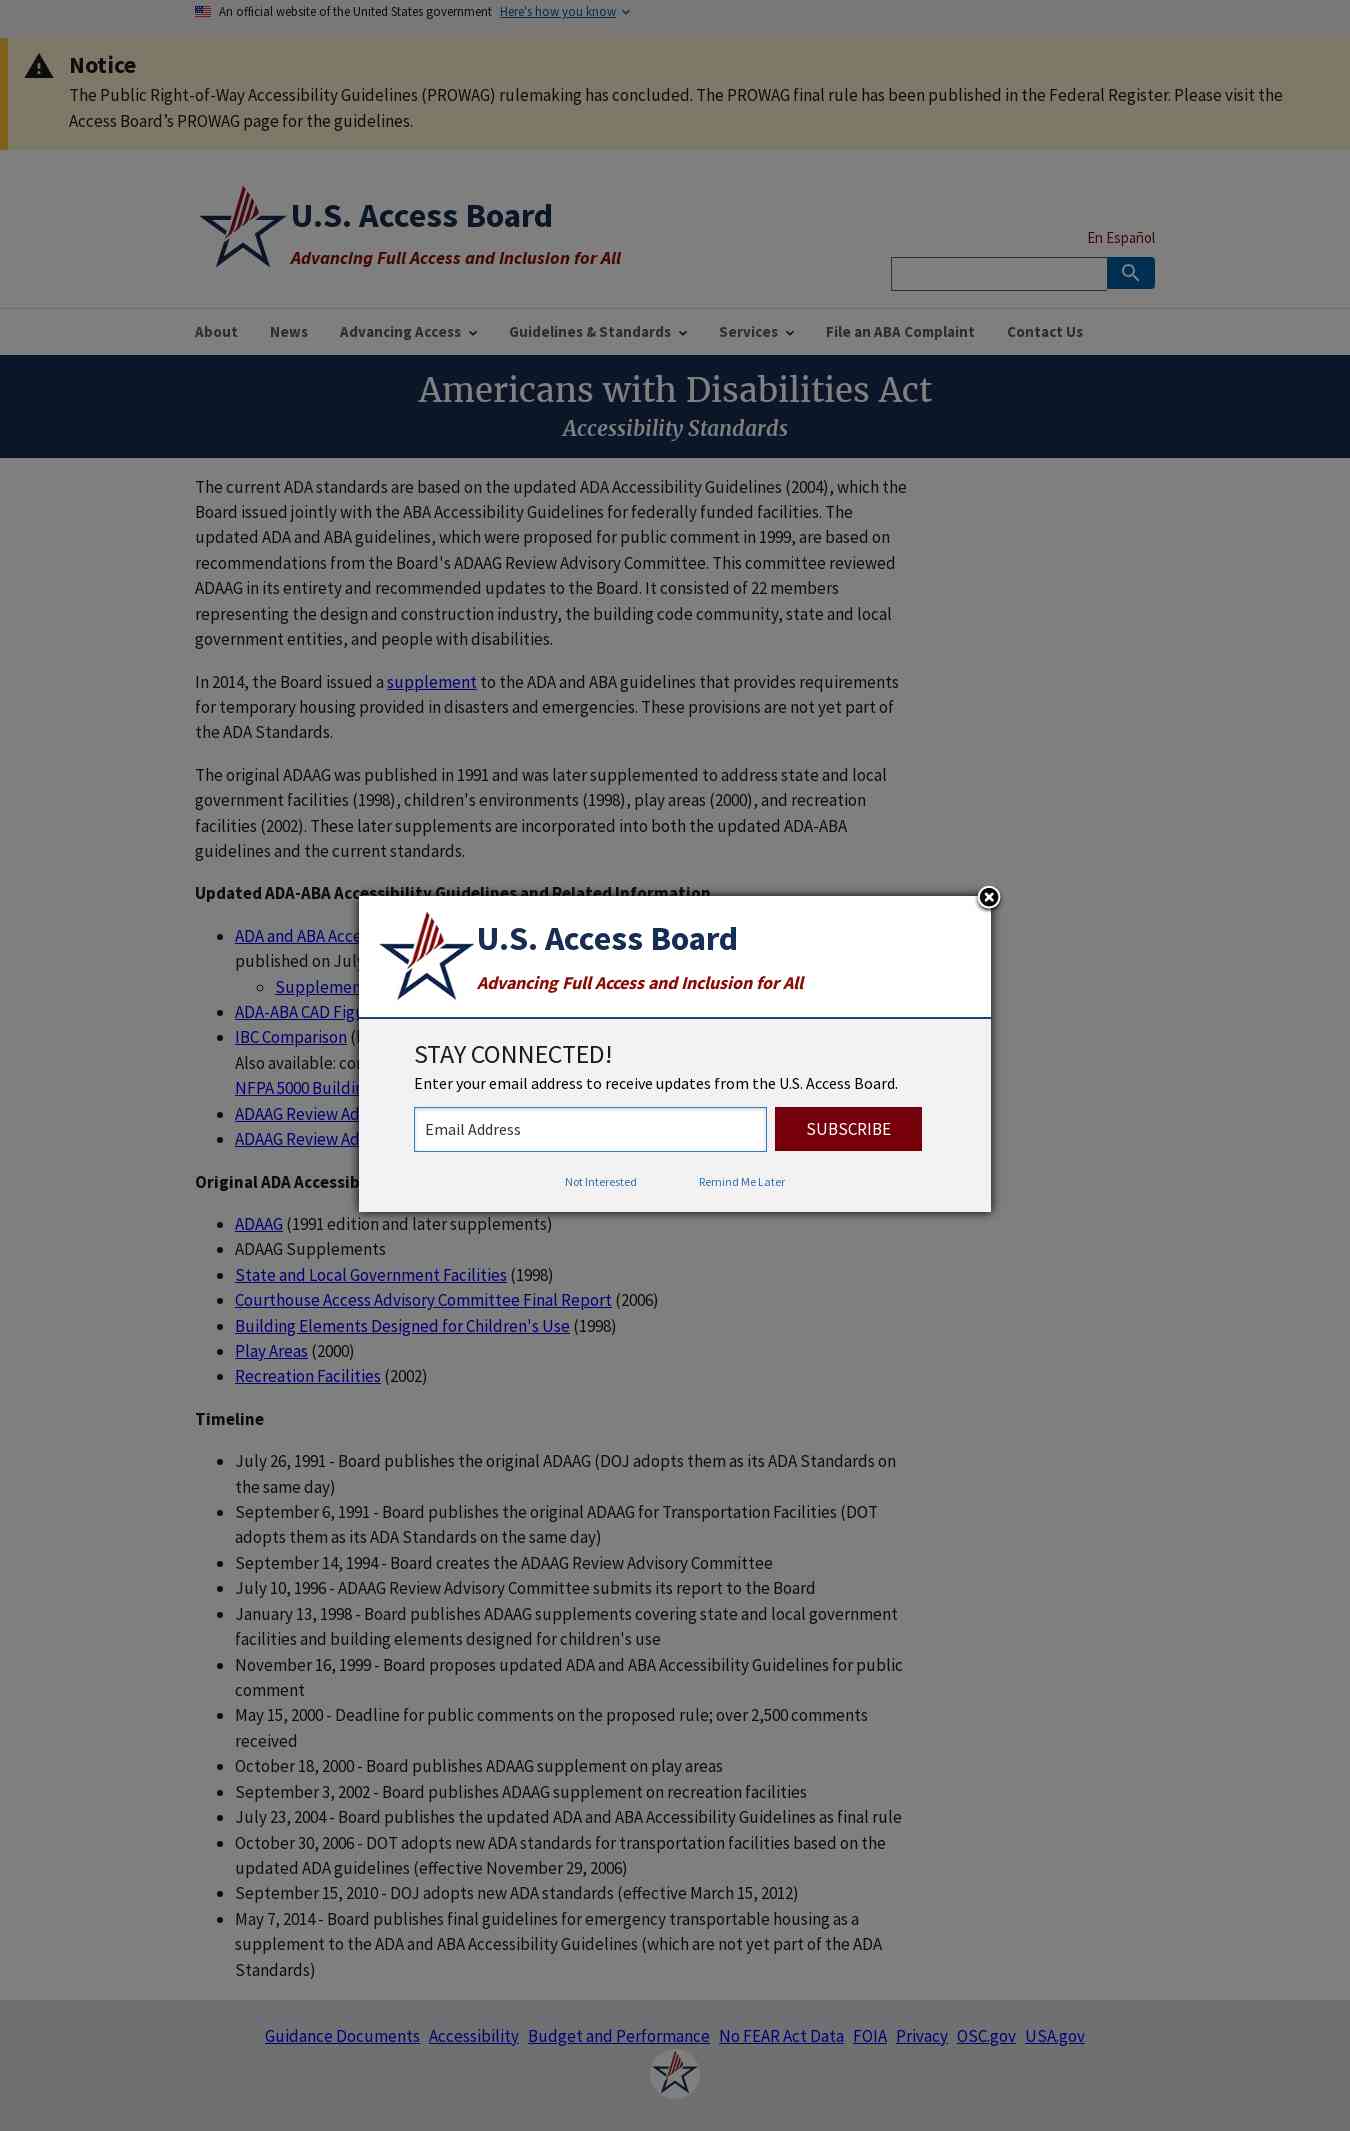 An official website of the United States government Here's how you know
Notice
The Public Right-of-Way Accessibility Guidelines (PROWAG) rulemaking has concluded. The PROWAG final rule has been published in the Federal Register. Please visit the
Access Board’s PROWAG page for the guidelines.
U.S. Access Board
Advancing Full Access and Inclusion for All
En Español
About News Advancing Access Guidelines & Standards Services File an ABA Complaint Contact Us
Americans with Disabilities Act
Accessibility Standards
The current ADA standards are based on the updated ADA Accessibility Guidelines (2004), which the
Board issued jointly with the ABA Accessibility Guidelines for federally funded facilities. The
updated ADA and ABA guidelines, which were proposed for public comment in 1999, are based on
recommendations from the Board's ADAAG Review Advisory Committee. This committee reviewed
ADAAG in its entirety and recommended updates to the Board. It consisted of 22 members
representing the design and construction industry, the building code community, state and local
government entities, and people with disabilities.
In 2014, the Board issued a supplement to the ADA and ABA guidelines that provides requirements
for temporary housing provided in disasters and emergencies. These provisions are not yet part of
the ADA Standards.
The original ADAAG was published in 1991 and was later supplemented to address state and local
government facilities (1998), children's environments (1998), play areas (2000), and recreation
facilities (2002). These later supplements are incorporated into both the updated ADA-ABA
guidelines and the current standards.
Updated ADA-ABA Accessibility Guidelines and Related Information
ADA and ABA Acce
published on July
Supplemen
ADA-ABA CAD Figu
IBC Comparison
Also available: con
NFPA 5000 Buildin
ADAAG Review Ad
ADAAG Review Ad
U.S. Access Board
Advancing Full Access and Inclusion for All
STAY CONNECTED!
Enter your email address to receive updates from the U.S. Access Board.
Email Address SUBSCRIBE
Not Interested Remind Me Later
Original ADA Accessib
ADAAG (1991 edition and later supplements)
ADAAG Supplements
State and Local Government Facilities (1998)
Courthouse Access Advisory Committee Final Report (2006)
Building Elements Designed for Children's Use (1998)
Play Areas (2000)
Recreation Facilities (2002)
Timeline
July 26, 1991 - Board publishes the original ADAAG (DOJ adopts them as its ADA Standards on
the same day)
September 6, 1991 - Board publishes the original ADAAG for Transportation Facilities (DOT
adopts them as its ADA Standards on the same day)
September 14, 1994 - Board creates the ADAAG Review Advisory Committee
July 10, 1996 - ADAAG Review Advisory Committee submits its report to the Board
January 13, 1998 - Board publishes ADAAG supplements covering state and local government
facilities and building elements designed for children's use
November 16, 1999 - Board proposes updated ADA and ABA Accessibility Guidelines for public
comment
May 15, 2000 - Deadline for public comments on the proposed rule; over 2,500 comments
received
October 18, 2000 - Board publishes ADAAG supplement on play areas
September 3, 2002 - Board publishes ADAAG supplement on recreation facilities
July 23, 2004 - Board publishes the updated ADA and ABA Accessibility Guidelines as final rule
October 30, 2006 - DOT adopts new ADA standards for transportation facilities based on the
updated ADA guidelines (effective November 29, 2006)
September 15, 2010 - DOJ adopts new ADA standards (effective March 15, 2012)
May 7, 2014 - Board publishes final guidelines for emergency transportable housing as a
supplement to the ADA and ABA Accessibility Guidelines (which are not yet part of the ADA
Standards)
Guidance Documents Accessibility Budget and Performance No FEAR Act Data FOIA Privacy OSC.gov USA.gov